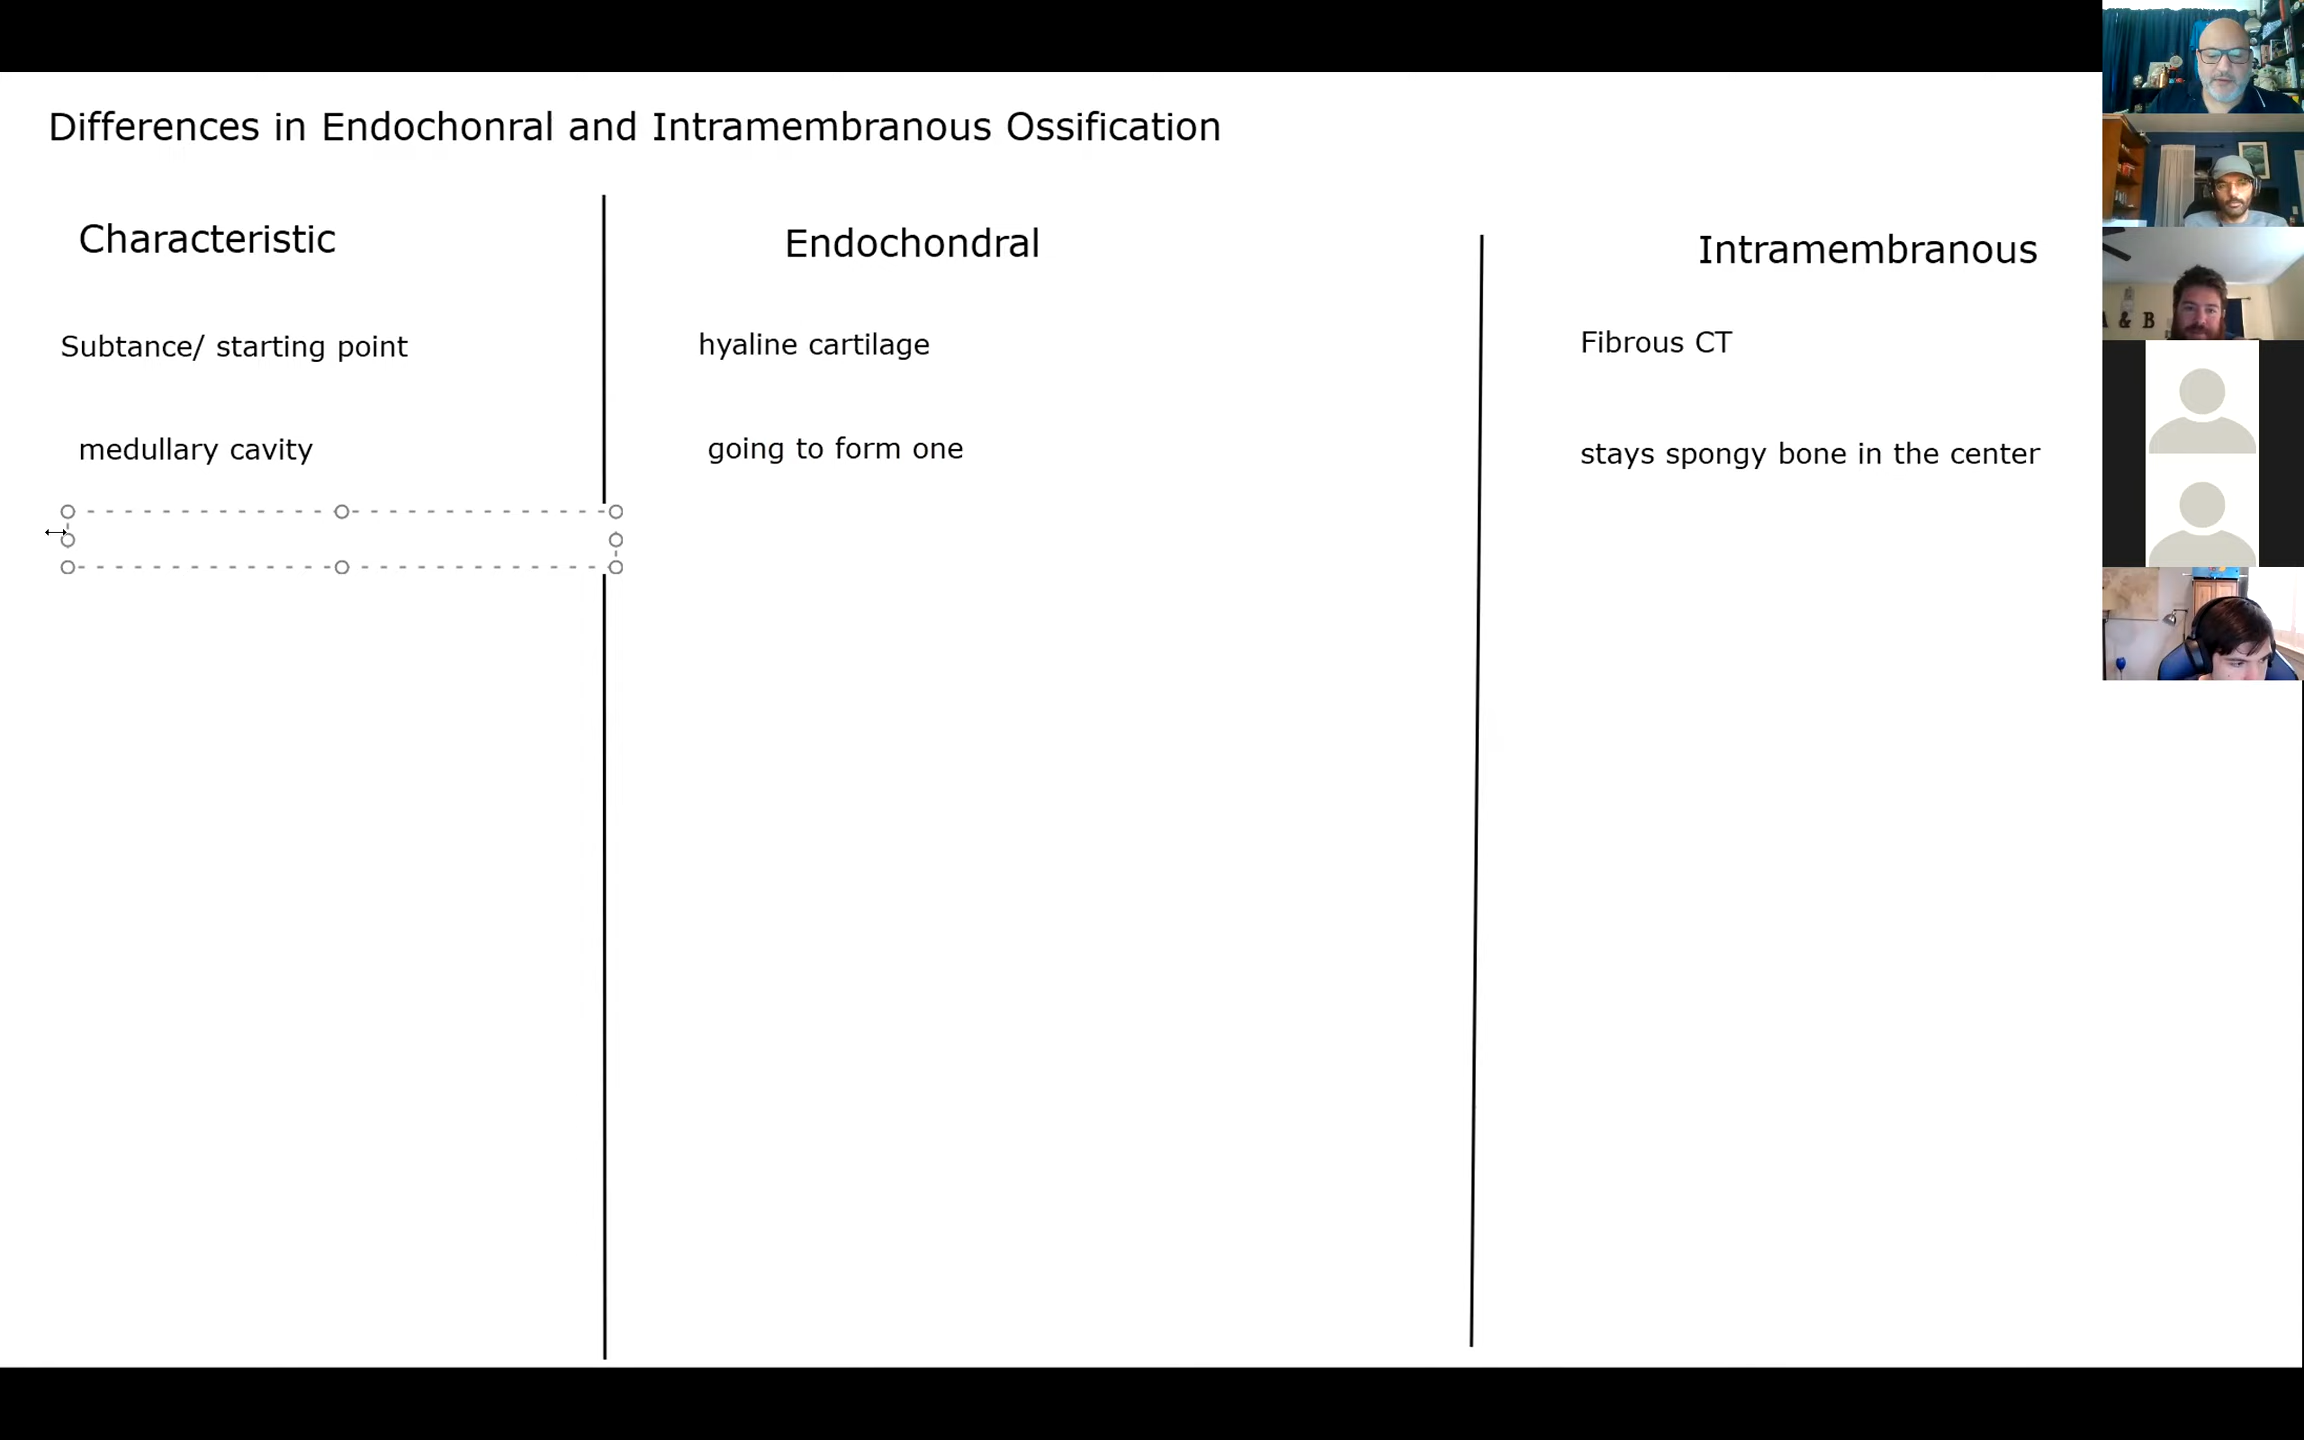 Differences in Endochonral and Intramembranous Ossification
Characteristic
Endochondral
Intramembranous
Subtance/ starting point
hyaline cartilage
Fibrous CT
medullary cavity
going to form one
stays spongy bone in the center
A & B